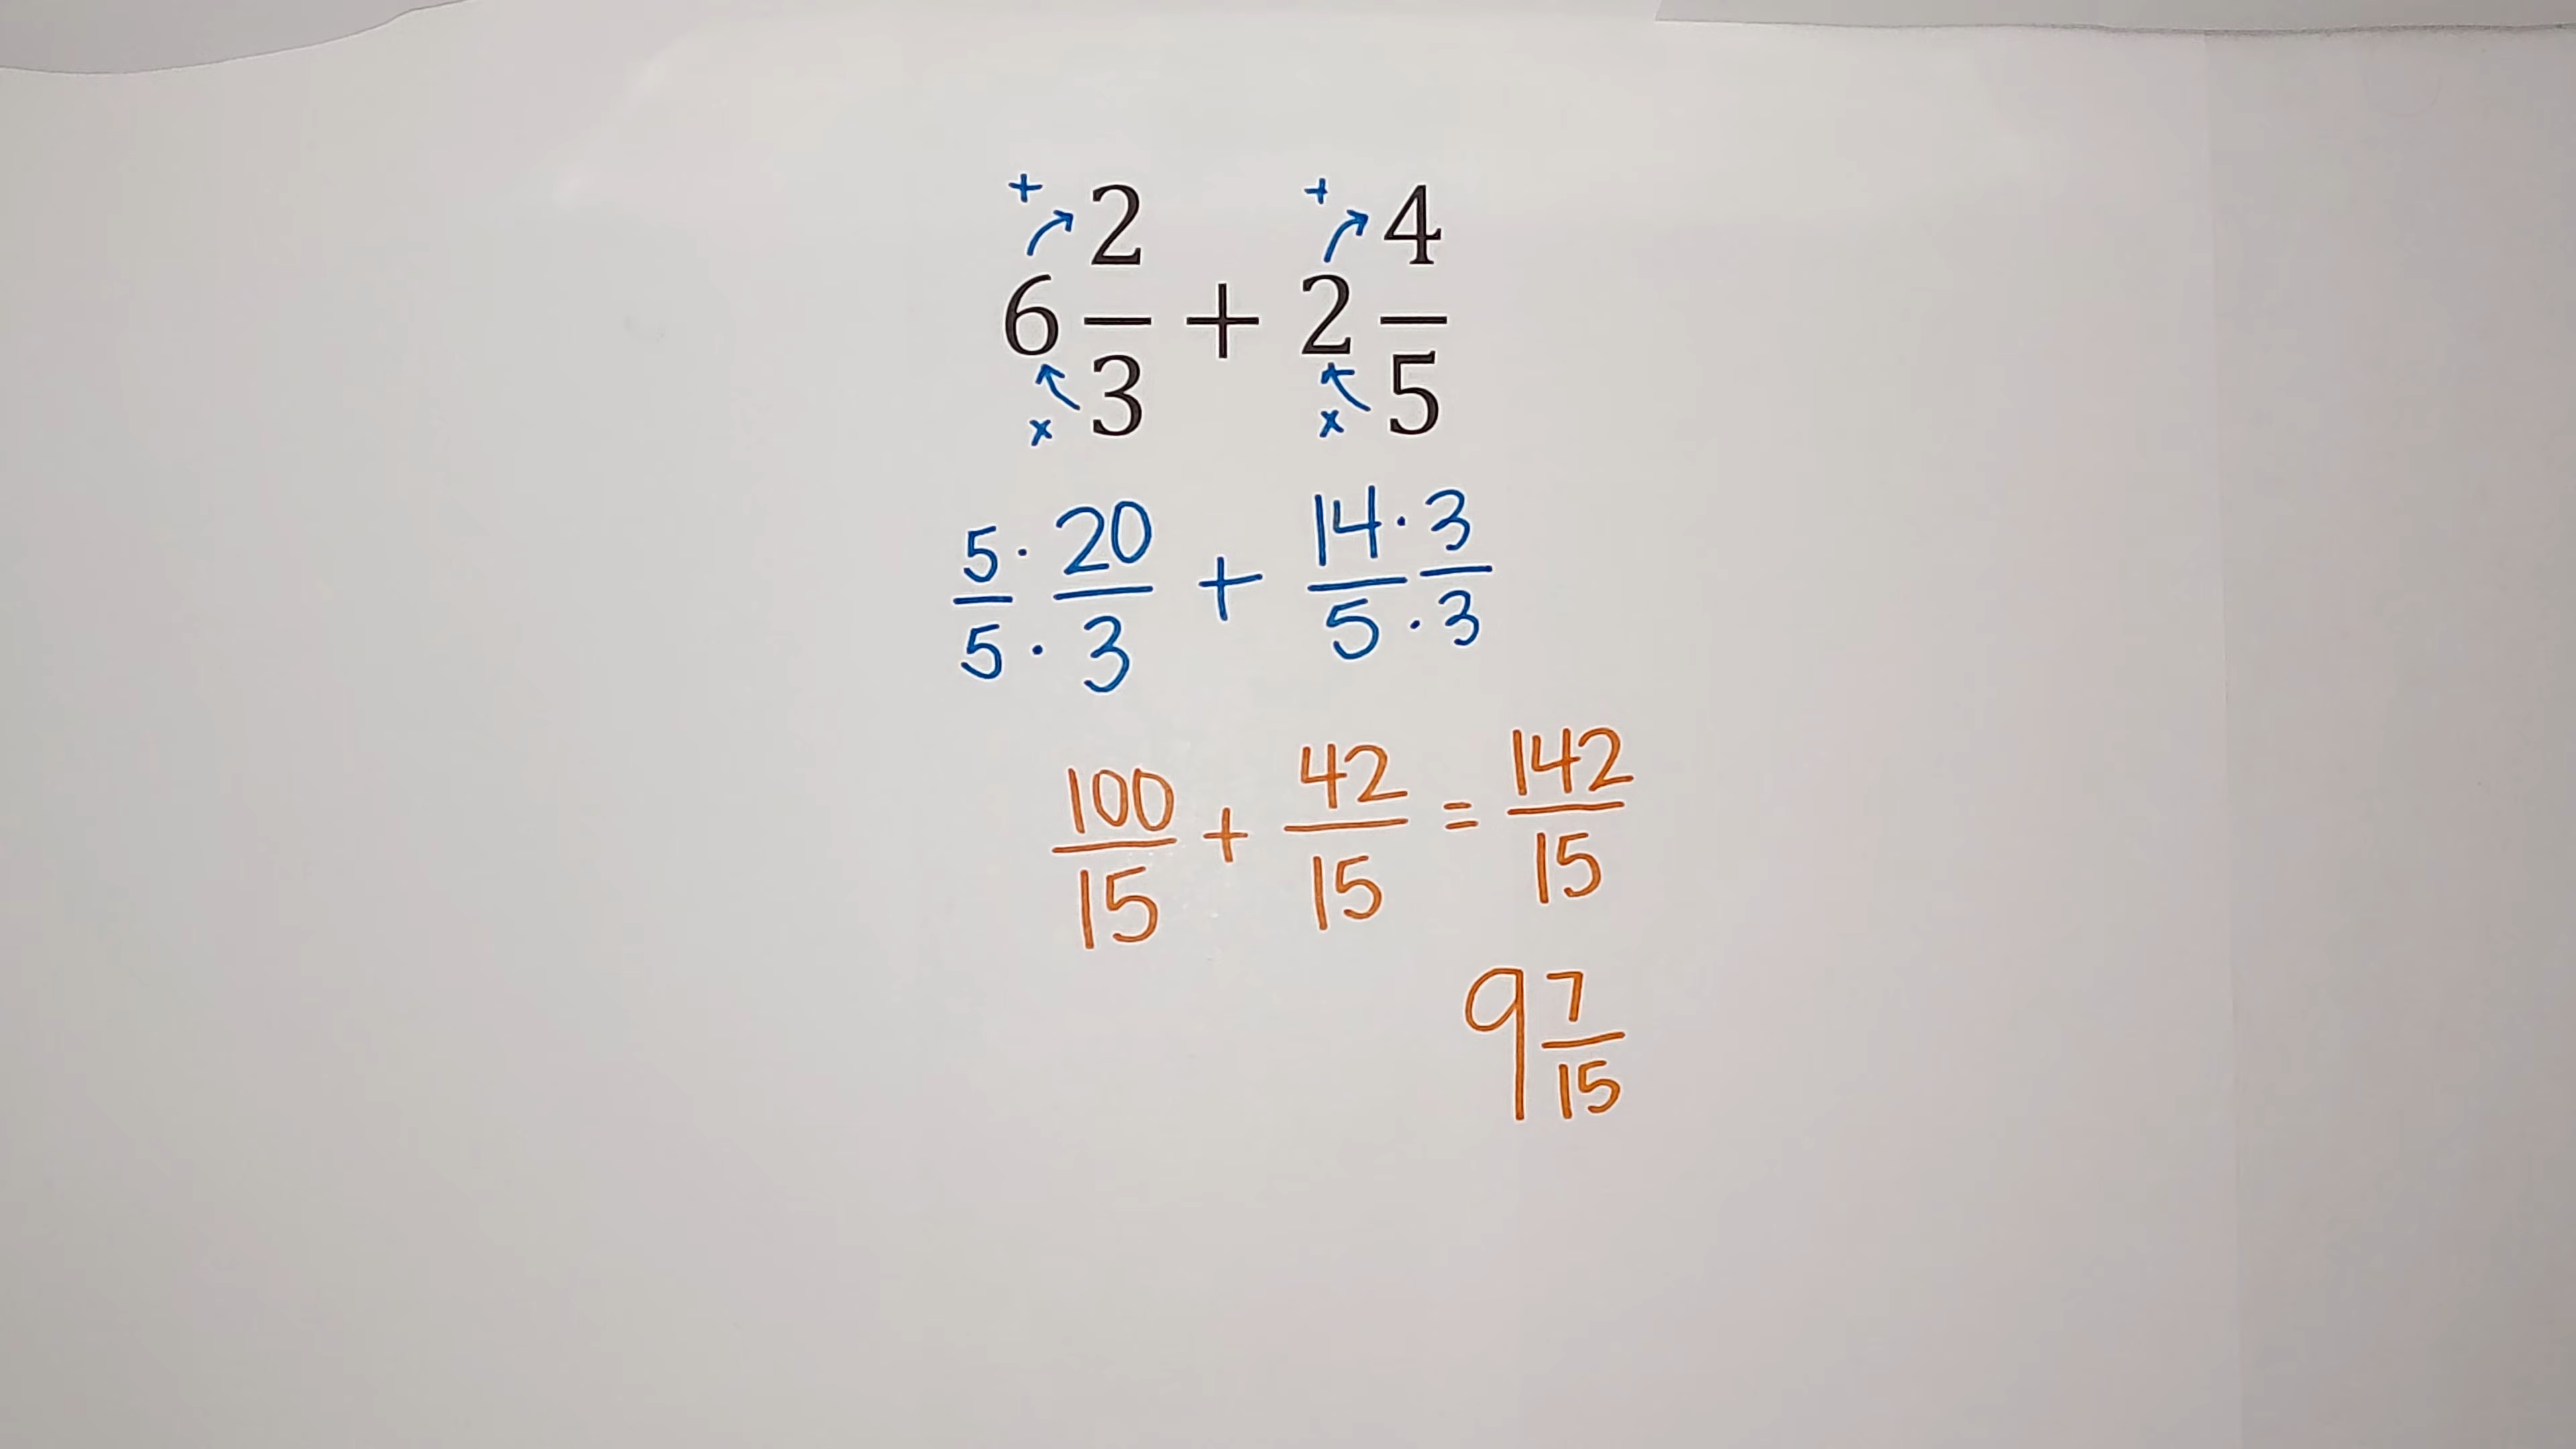 6 2/3 + 2 4/5
+ +
x x
5/5 · 20/3 + 14/5 · 3/3
100/15 + 42/15 = 142/15
9 7/15